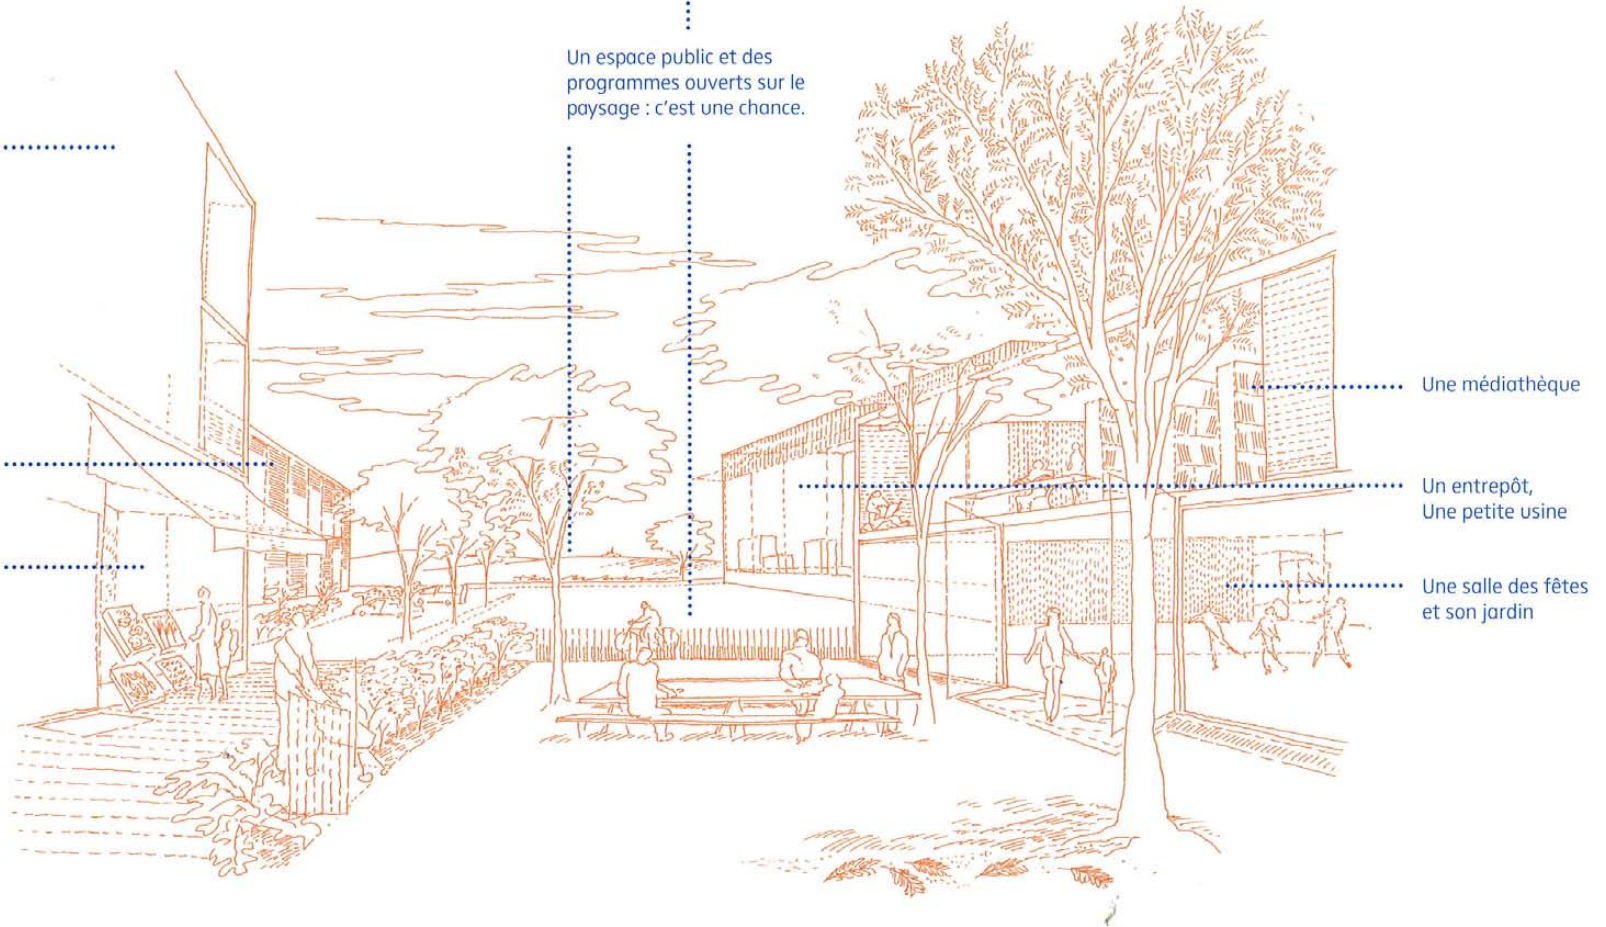 Un espace public et des
programmes ouverts sur le
paysage : c'est une chance.
Une médiathèque
Un entrepôt,
Une petite usine
Une salle des fêtes
et son jardin